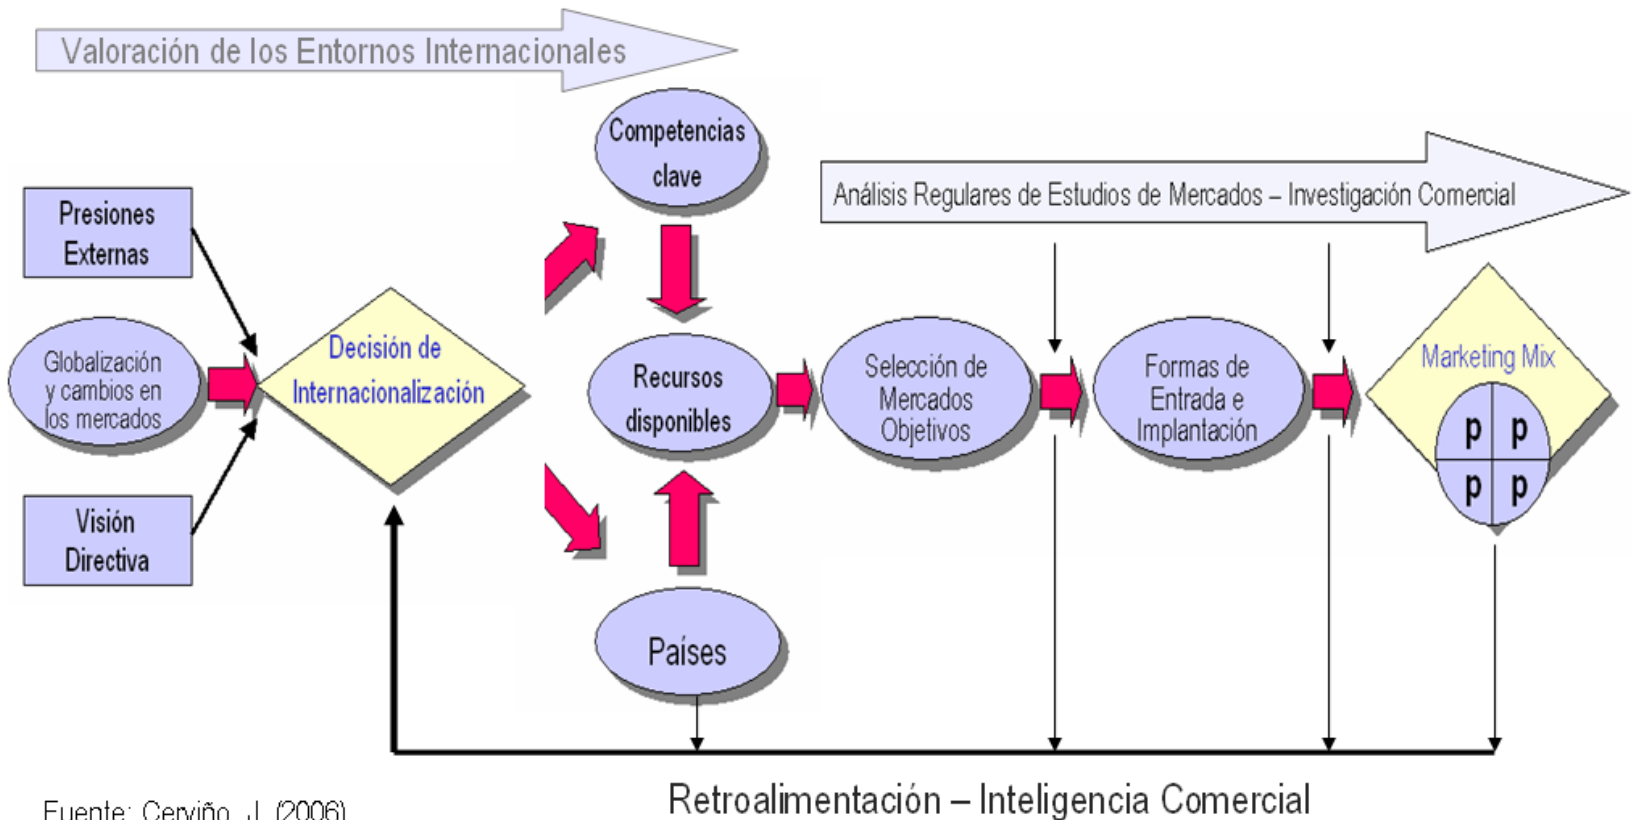 Valoración de los Entornos Internacionales
Competencias
clave
Análisis Regulares de Estudios de Mercados – Investigación Comercial
Presiones
Externas
Globalización
y cambios en
los mercados
Decisión de
Internacionalización
Recursos
disponibles
Selección de
Mercados
Objetivos
Formas de
Entrada e
Implantación
Marketing Mix
p p
p p
Visión
Directiva
Países
Retroalimentación – Inteligencia Comercial
Fuente: Cerviño, J. (2006)